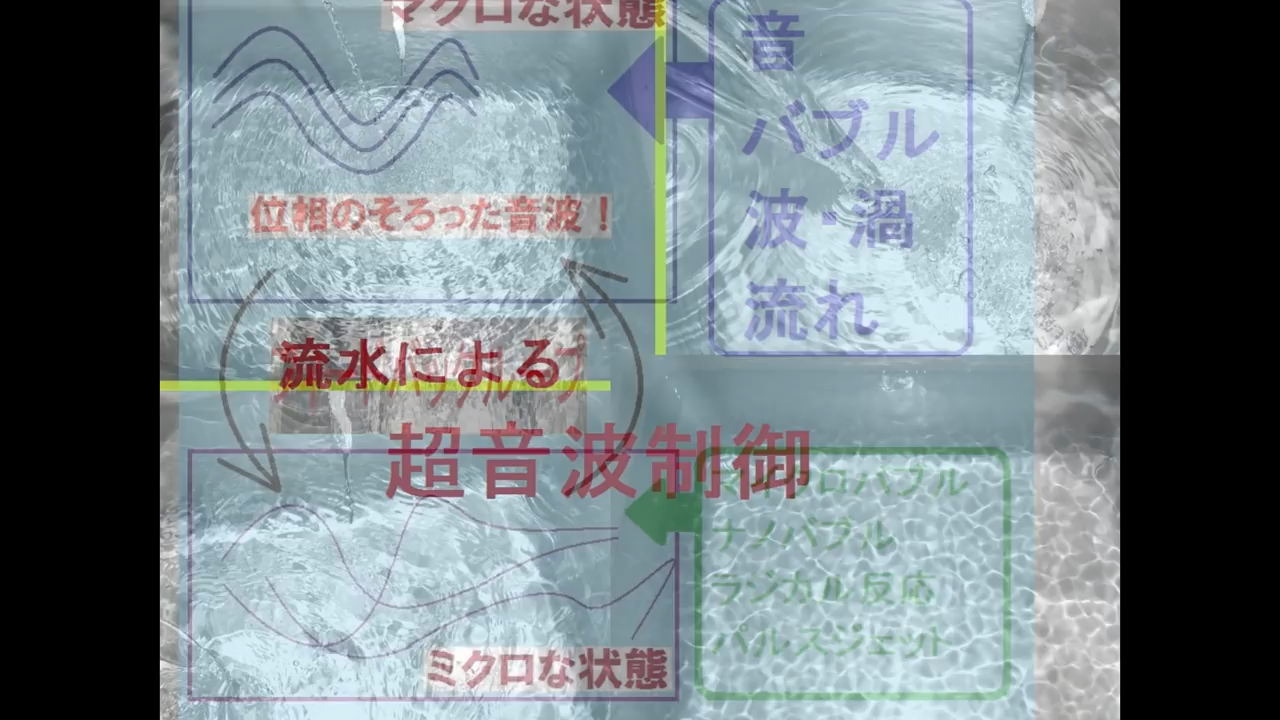 マクロな状態
音
バブル
波・渦
流れ
位相のそろった音波！
流水による
超音波制御
マイクロバブル
ナノバブル
ラジカル反応
パルスジェット
ミクロな状態